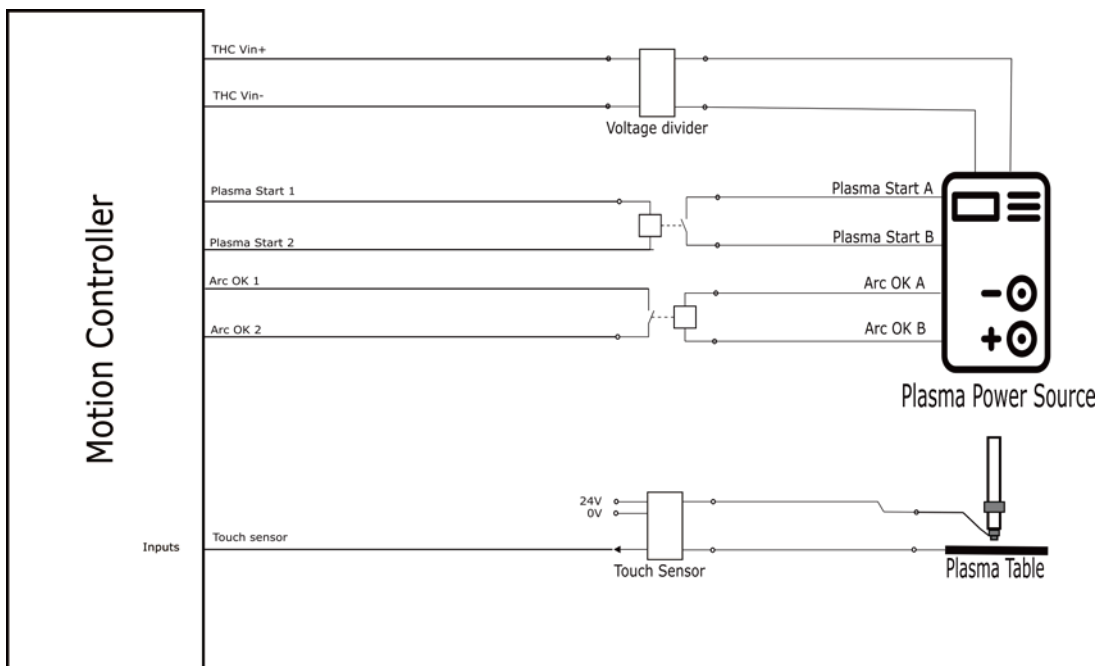 THC Vin+
THC Vin-
Voltage divider
Plasma Start 1
Plasma Start A
Plasma Start 2
Plasma Start B
Arc OK 1
Arc OK A
Arc OK 2
Arc OK B
Motion Controller
Plasma Power Source
24V
0V
Touch sensor
Inputs
Touch Sensor
Plasma Table